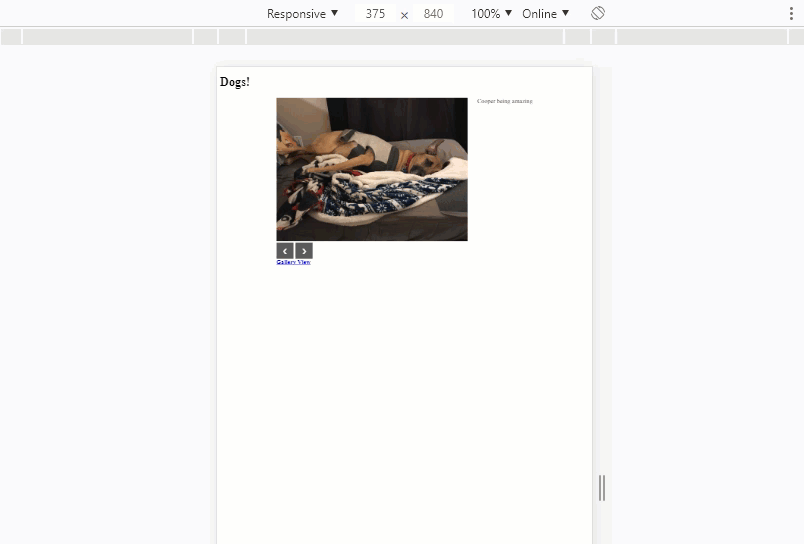 Responsive ▼ 375 × 840 100% ▼ Online ▼
Dogs!
Cooper being amazing
‹ ›
Gallery View